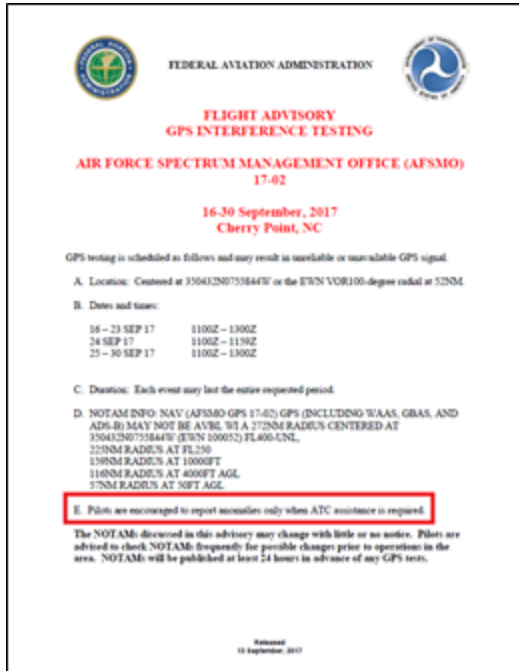 FEDERAL AVIATION ADMINISTRATION
FLIGHT ADVISORY
GPS INTERFERENCE TESTING
AIR FORCE SPECTRUM MANAGEMENT OFFICE (AFSMO)
17-02
16-30 September, 2017
Cherry Point, NC
GPS testing is scheduled as follows and may result in unreliable or unavailable GPS signal.
A. Location: Centered at 350432N0755844W or the EWN VOR100-degree radial at 52NM.
B. Dates and times:
16 – 23 SEP 17 1100Z – 1300Z
24 SEP 17 1100Z – 1159Z
25 – 30 SEP 17 1100Z – 1300Z
C. Duration: Each event may last the entire requested period.
D. NOTAM INFO: NAV (AFSMO GPS 17-02) GPS (INCLUDING WAAS, GBAS, AND
ADS-B) MAY NOT BE AVBL WI A 272NM RADIUS CENTERED AT
350432N0755844W (EWN 100052) FL400-UNL,
225NM RADIUS AT FL250
159NM RADIUS AT 10000FT
116NM RADIUS AT 4000FT AGL
57NM RADIUS AT 50FT AGL
E. Pilots are encouraged to report anomalies only when ATC assistance is required.
The NOTAMs discussed in this advisory may change with little or no notice. Pilots are
advised to check NOTAMs frequently for possible changes prior to operations in the
area. NOTAMs will be published at least 24 hours in advance of any GPS tests.
Released
13 September, 2017